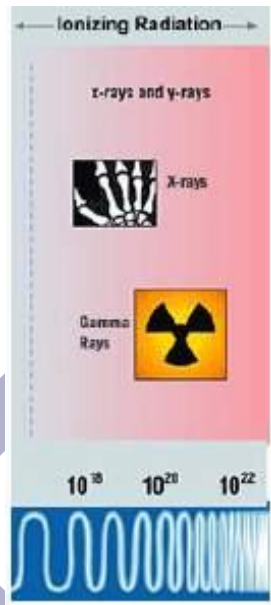 Ionizing Radiation
x-rays and γ-rays
X-rays
Gamma
Rays
10¹⁸ 10²⁰ 10²²